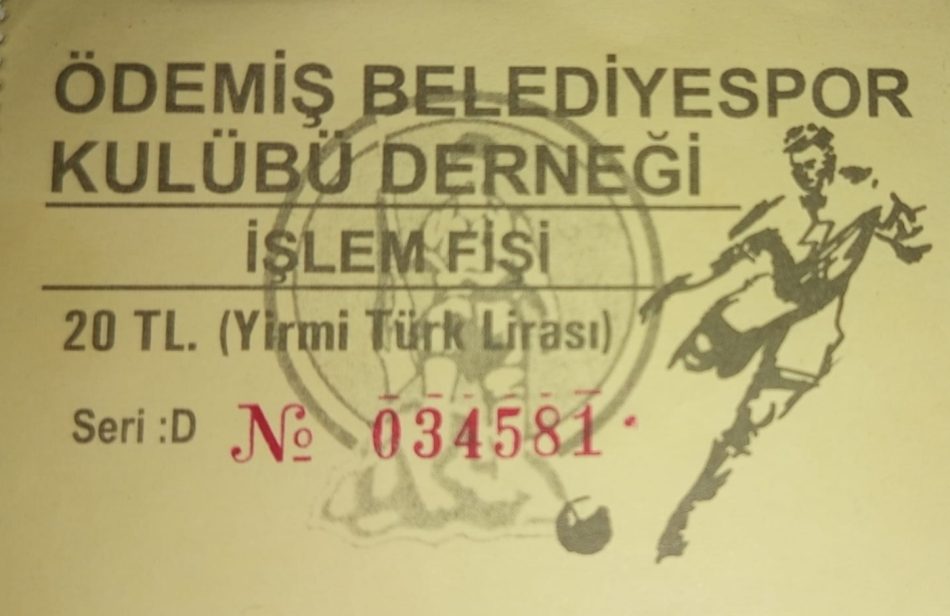 ÖDEMİŞ BELEDİYESPOR
KULÜBÜ DERNEĞİ
İŞLEM FİŞİ
20 TL. (Yirmi Türk Lirası)
Seri :D № 034581